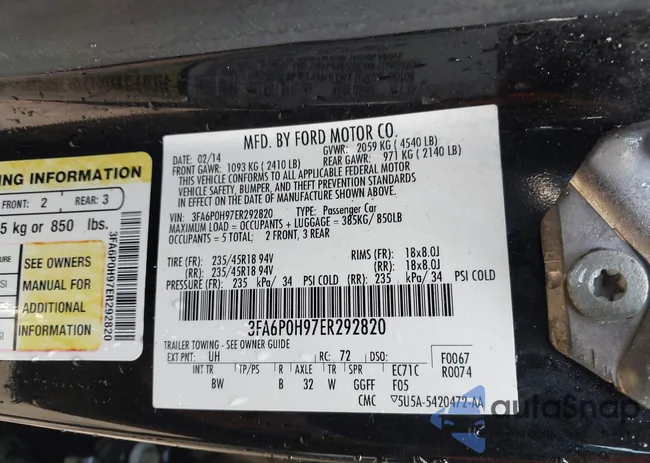 NG INFORMATION
FRONT: 2 REAR: 3
5 kg or 850 lbs.
SEE OWNERS
MANUAL FOR
ADDITIONAL
INFORMATION
3FA6P0H97ER292820
MFD. BY FORD MOTOR CO.
DATE: 02/14 GVWR: 2059 KG ( 4540 LB)
FRONT GAWR: 1093 KG ( 2410 LB) REAR GAWR: 971 KG ( 2140 LB)
THIS VEHICLE CONFORMS TO ALL APPLICABLE FEDERAL MOTOR
VEHICLE SAFETY, BUMPER, AND THEFT PREVENTION STANDARDS
IN EFFECT ON THE DATE OF MANUFACTURE SHOWN ABOVE.
VIN: 3FA6P0H97ER292820 TYPE: Passenger Car
MAXIMUM LOAD = OCCUPANTS + LUGGAGE = 385KG/ 850LB
OCCUPANTS = 5 TOTAL; 2 FRONT, 3 REAR
TIRE (FR): 235/45R18 94V RIMS (FR): 18x8.0J
(RR): 235/45R18 94V (RR): 18x8.0J
PRESSURE (FR): 235 kPa/ 34 PSI COLD (RR): 235 kPa/ 34 PSI COLD
3FA6P0H97ER292820
TRAILER TOWING - SEE OWNER GUIDE
EXT PNT: UH RC: 72 DSO: F0067
INT TR TP/PS R AXLE TR SPR EC71C R0074
BW B 32 W GGFF F05
CMC ▽5U5A-5420472-AA
autoSnap